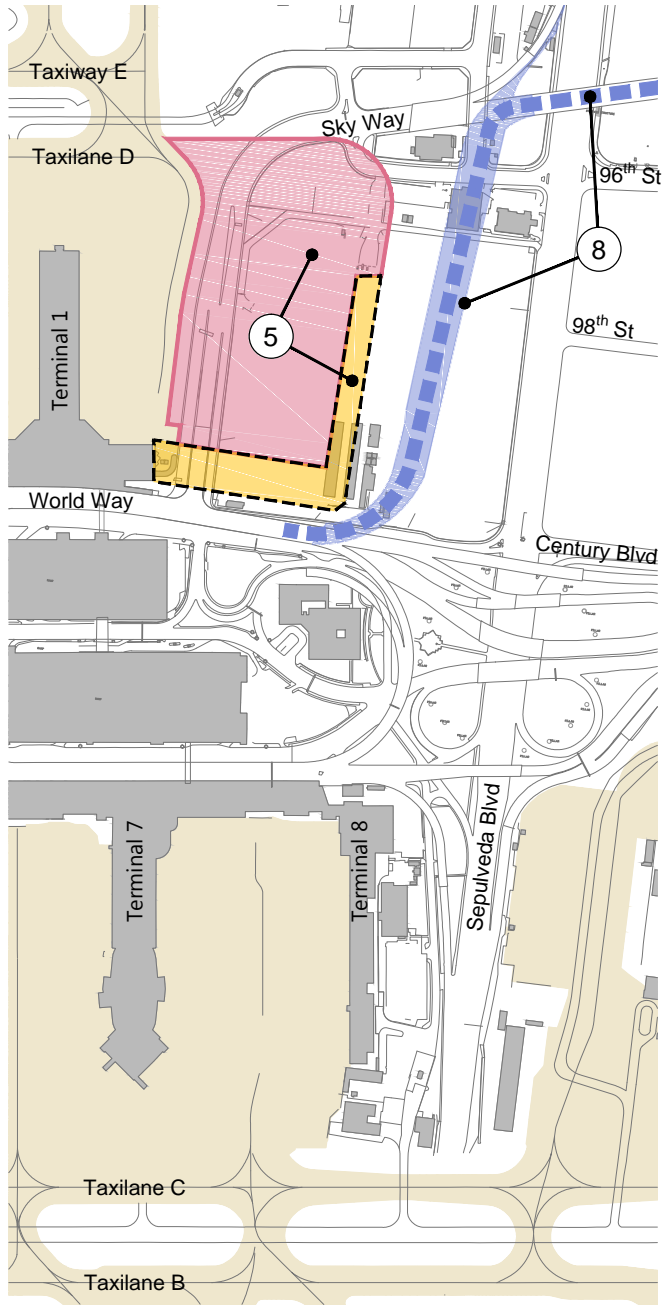 Taxiway E
Sky Way
Taxilane D
96th St
8
5
98th St
Terminal 1
World Way
Century Blvd
Sepulveda Blvd
Terminal 7
Terminal 8
Taxilane C
Taxilane B